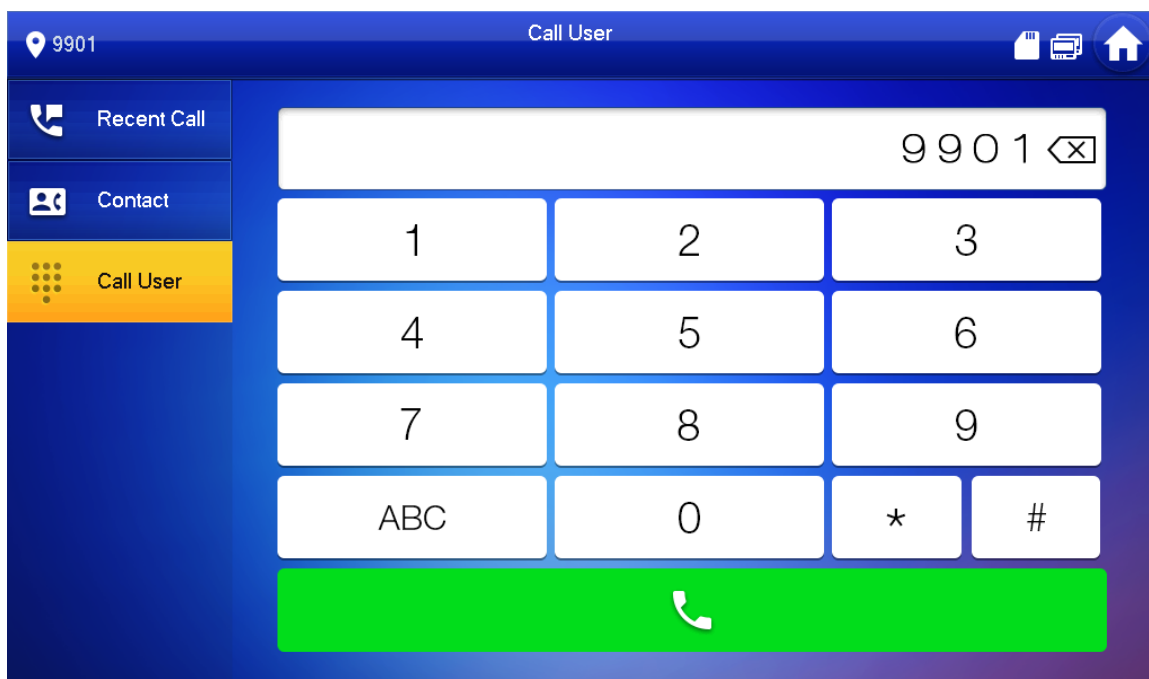 9901
Call User
Recent Call
Contact
Call User
9901
1 2 3
4 5 6
7 8 9
ABC 0 * #